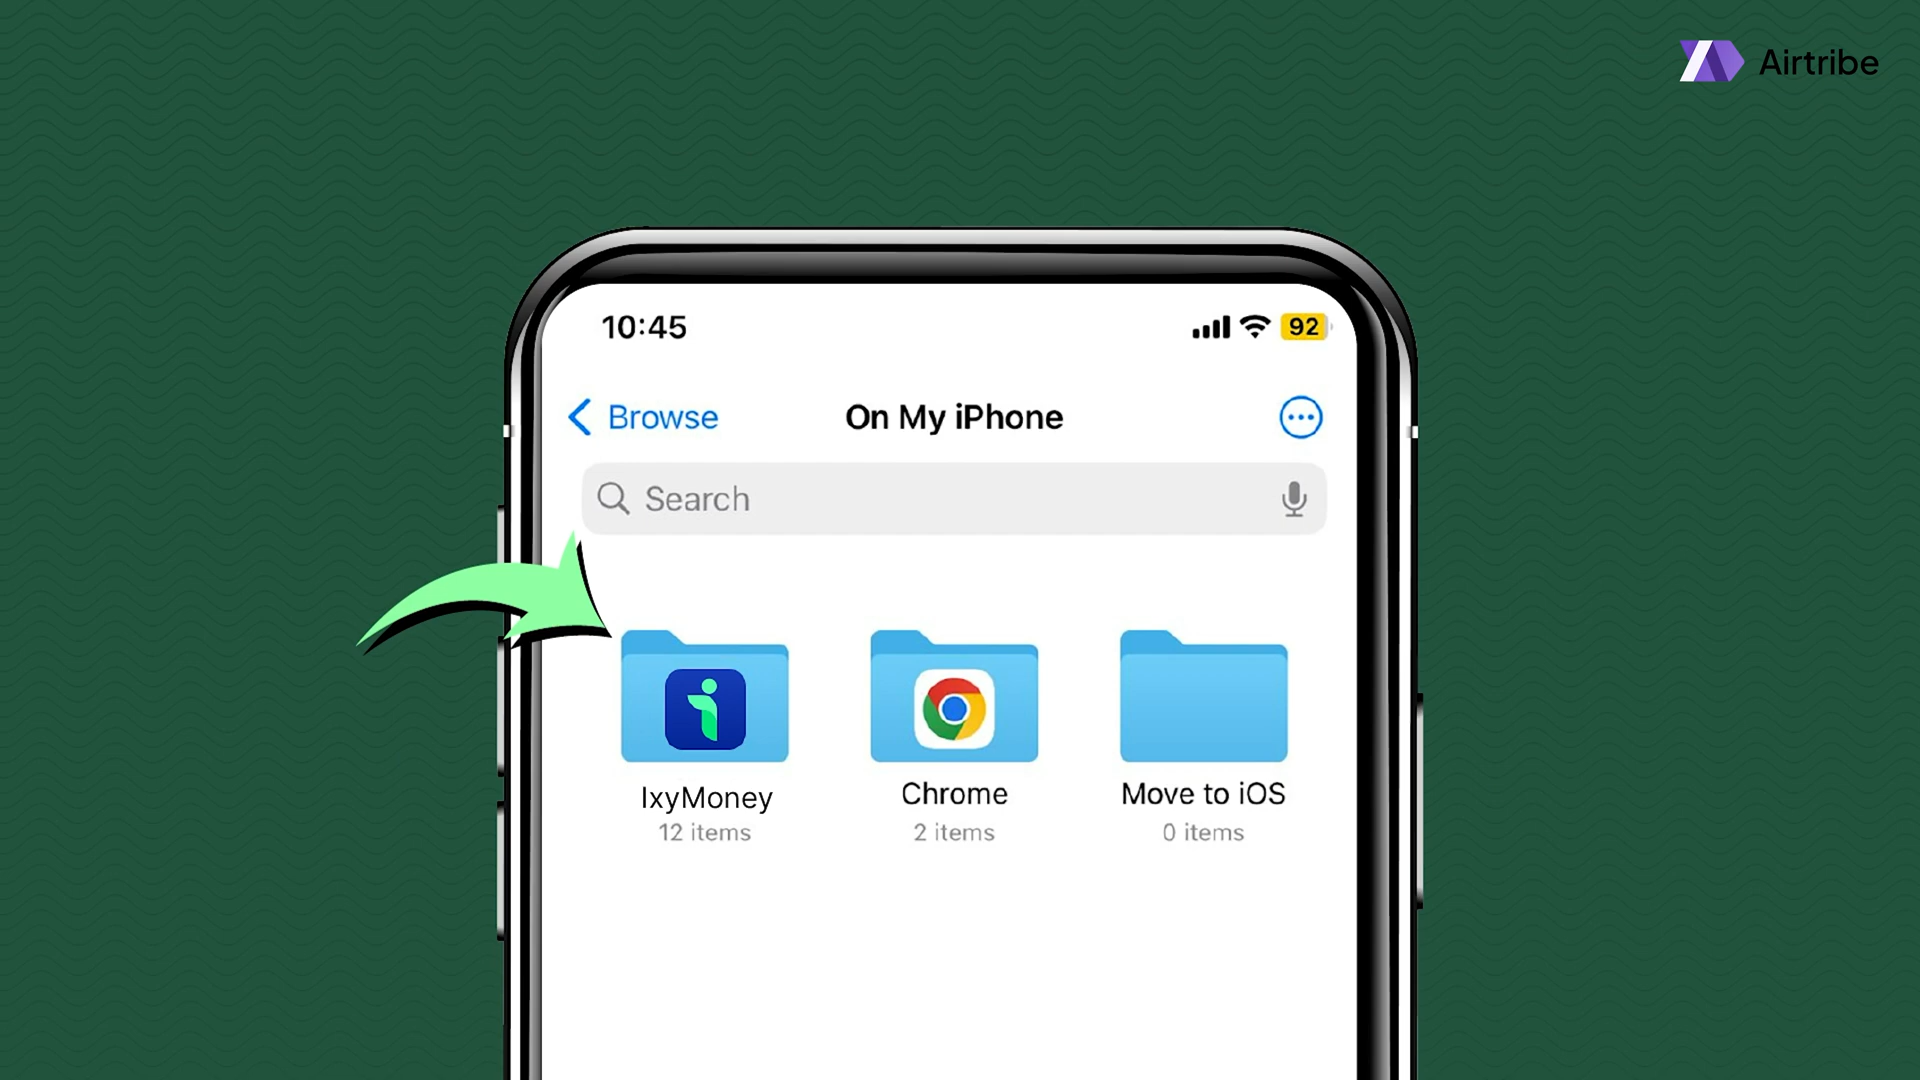 Airtribe
10:45
92
Browse
On My iPhone
Search
IxyMoney
Chrome
Move to iOS
12 items
2 items
0 items